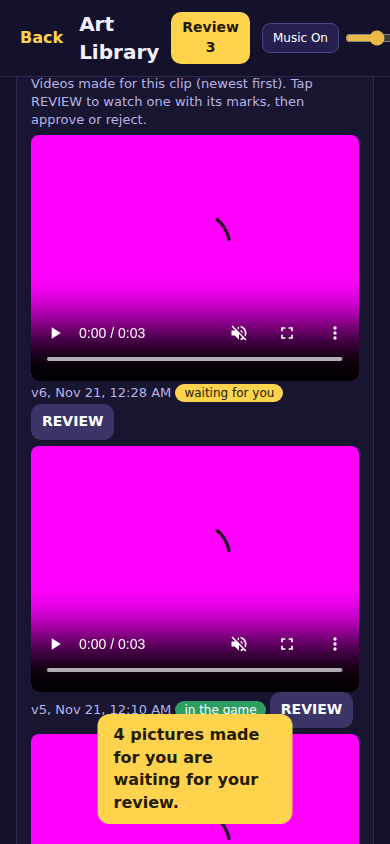 Back
Art
Library
Review
3
Music On
Videos made for this clip (newest first). Tap
REVIEW to watch one with its marks, then
approve or reject.
0:00 / 0:03
v6, Nov 21, 12:28 AM waiting for you
REVIEW
0:00 / 0:03
v5, Nov 21, 12:10 AM in the game REVIEW
4 pictures made
for you are
waiting for your
review.